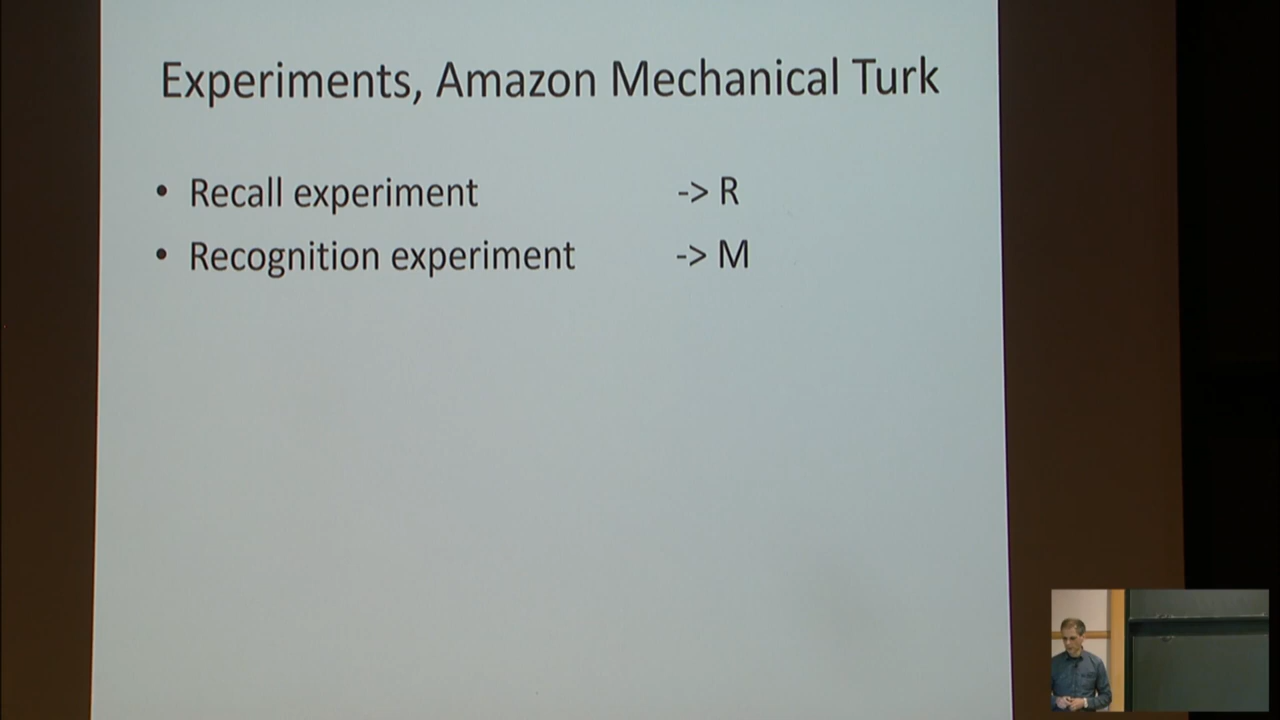 Experiments, Amazon Mechanical Turk
• Recall experiment -> R
• Recognition experiment -> M